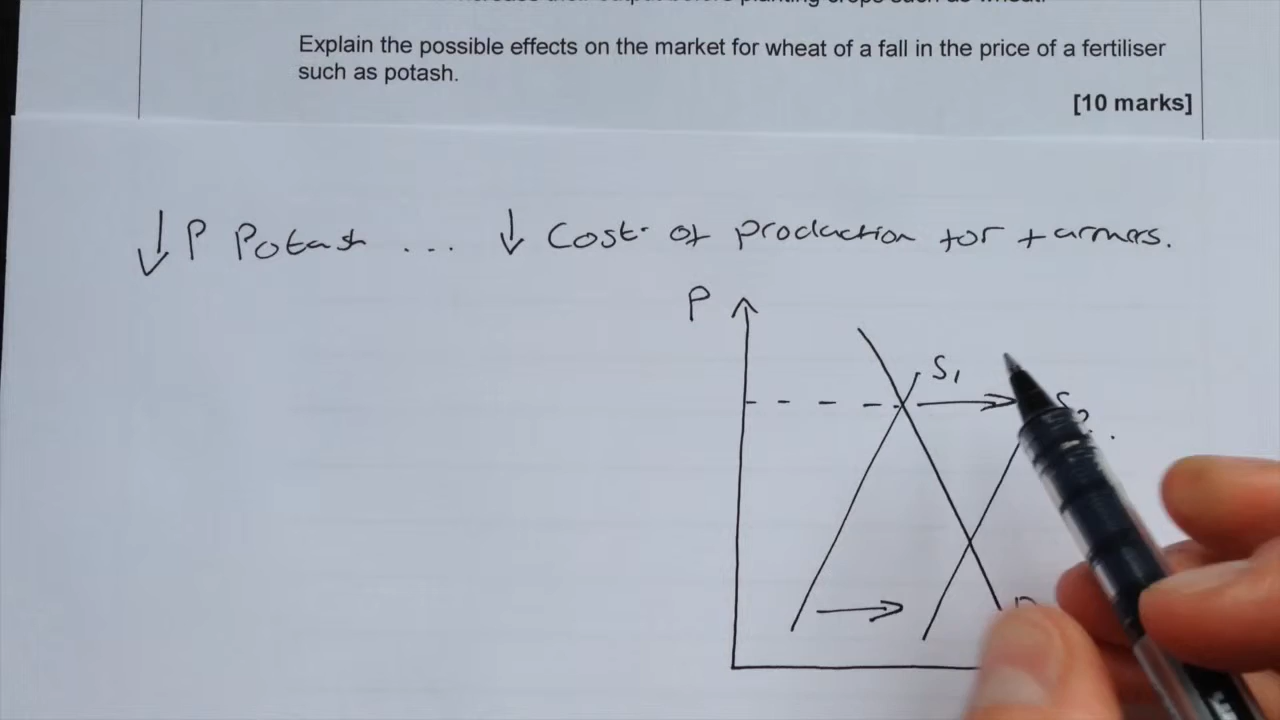 Explain the possible effects on the market for wheat of a fall in the price of a fertiliser
such as potash.
[10 marks]
↓ P Potash ... ↓ Cost of production for farmers.
P
S1
S2